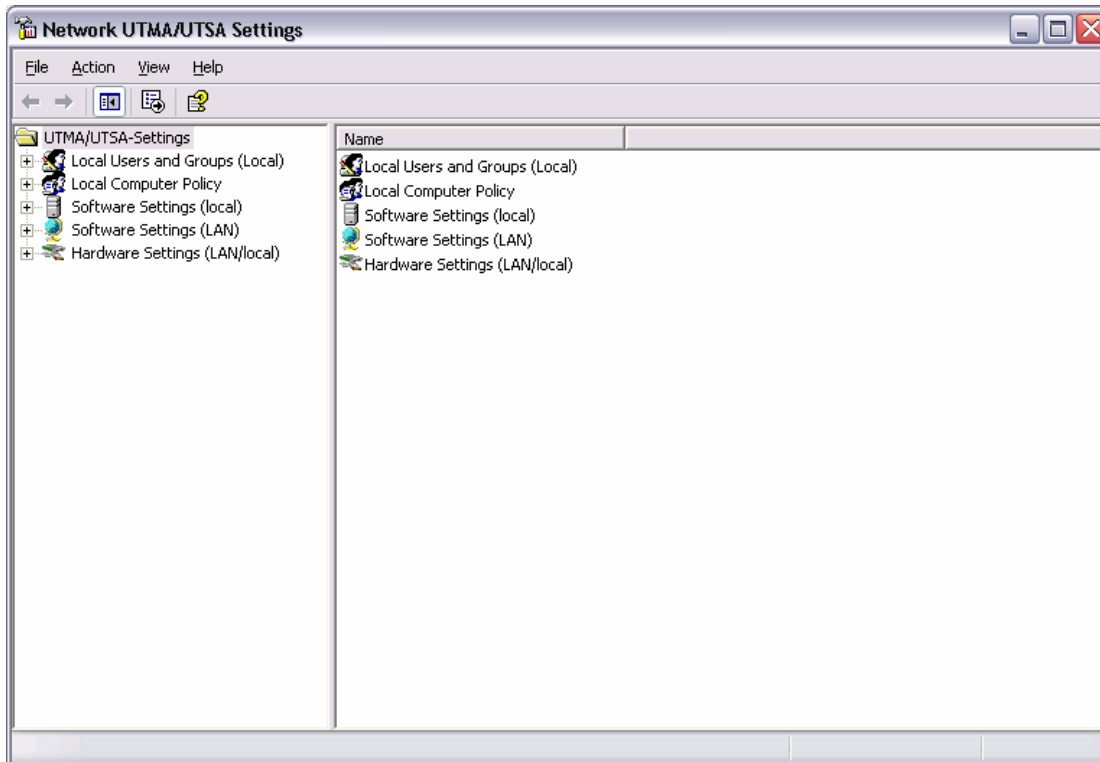 Network UTMA/UTSA Settings
File Action View Help
UTMA/UTSA-Settings
Local Users and Groups (Local)
Local Computer Policy
Software Settings (local)
Software Settings (LAN)
Hardware Settings (LAN/local)
Name
Local Users and Groups (Local)
Local Computer Policy
Software Settings (local)
Software Settings (LAN)
Hardware Settings (LAN/local)